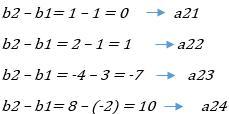 b2 – b1= 1 – 1 = 0 → a21
b2 – b1 = 2 – 1 = 1 → a22
b2 – b1 = -4 – 3 = -7 → a23
b2 – b1= 8 – (-2) = 10 → a24